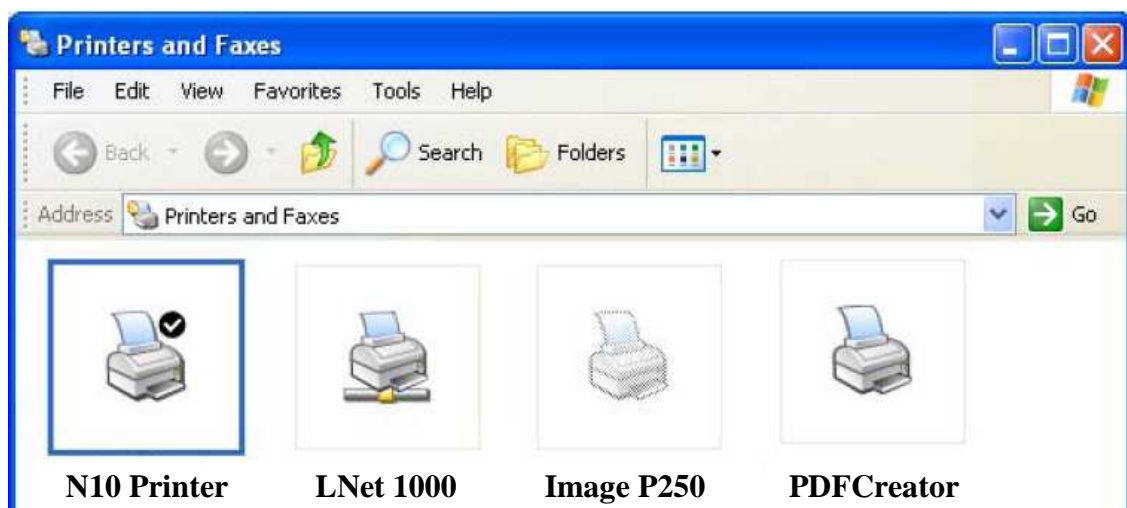 Printers and Faxes
File Edit View Favorites Tools Help
Back Search Folders
Address Printers and Faxes Go
N10 Printer LNet 1000 Image P250 PDFCreator